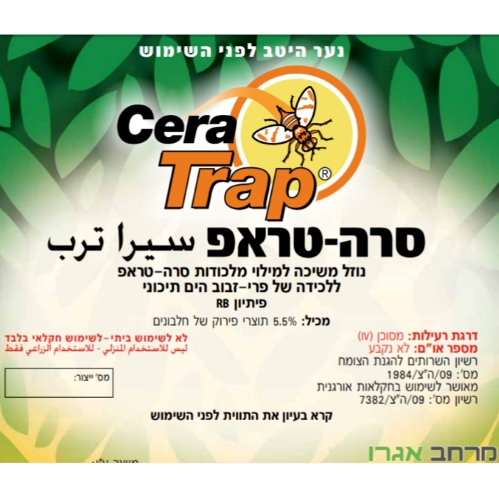 נער היטב לפני השימוש
Cera
Trap®
סרה-טראפ سيرا ترب
נוזל משיכה למילוי מלכודות סרה-טראפ
ללכידה של פרי-זבוב הים תיכוני
פיתיון RB
מכיל: 5.5% תוצרי פירוק של חלבונים
דרגת רעילות: מסוכן (IV)
מספר או״ם: לא נקבע
רשיון השרותים להגנת הצומח
מס': 09/ה״צ/1984
מאושר לשימוש בחקלאות אורגנית
רשיון מס': 09/ה״צ/7382
לא לשימוש ביתי-לשימוש חקלאי בלבד
ليس للاستخدام المنزلي - للاستخدام الزراعي فقط
מס' ייצור:
קרא בעיון את התווית לפני השימוש
מרחב אגרו